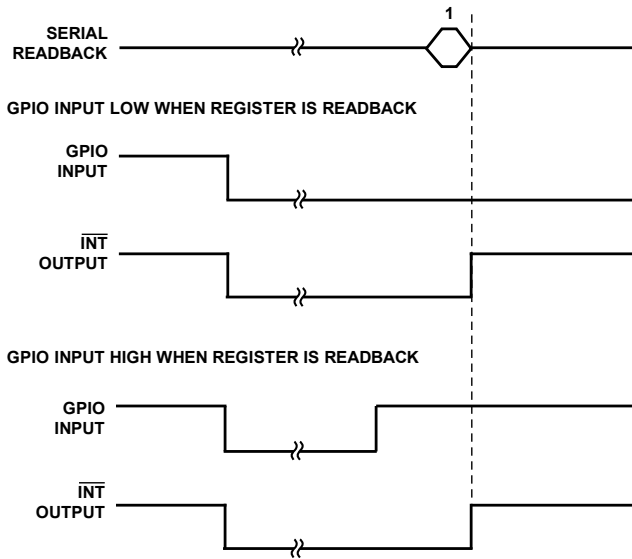 1
SERIAL
READBACK
GPIO INPUT LOW WHEN REGISTER IS READBACK
GPIO
INPUT
INT
OUTPUT
GPIO INPUT HIGH WHEN REGISTER IS READBACK
GPIO
INPUT
INT
OUTPUT